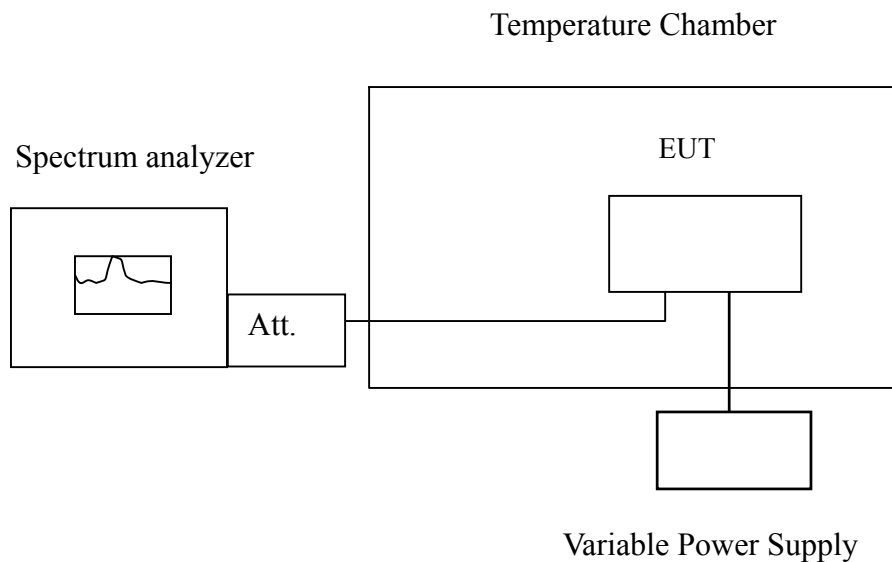 Temperature Chamber
Spectrum analyzer
EUT
Att.
Variable Power Supply